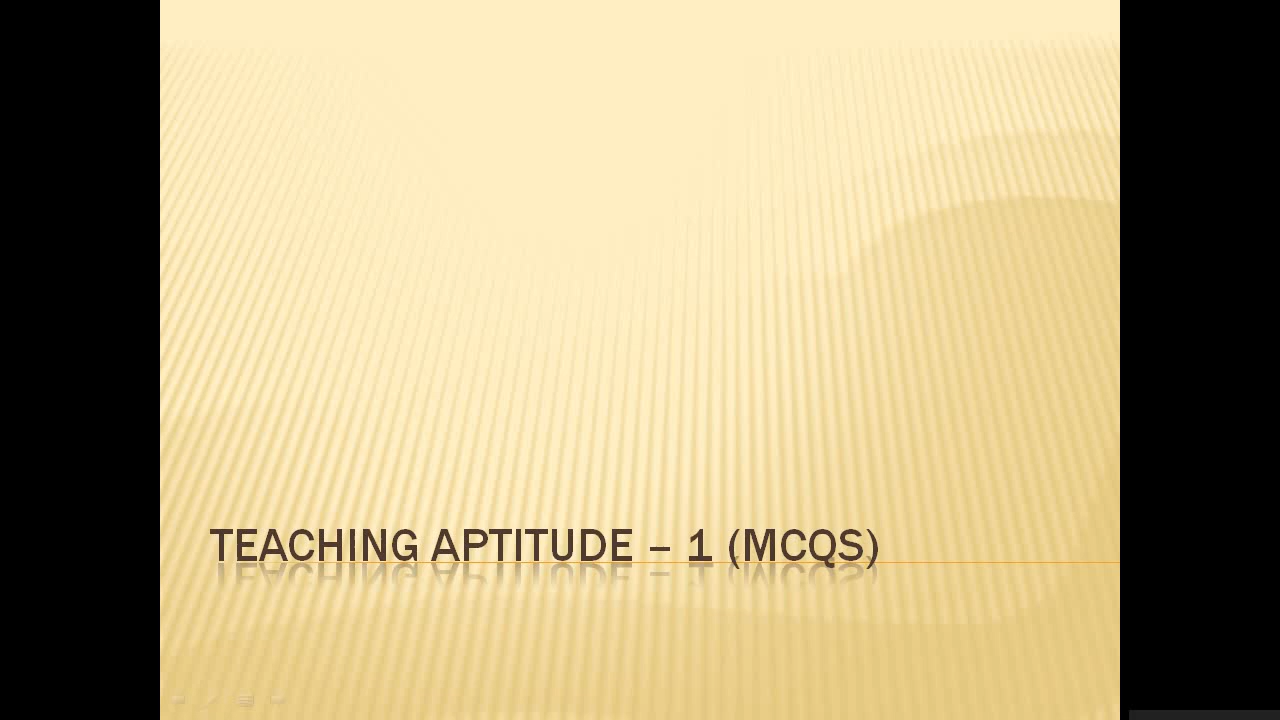 TEACHING APTITUDE – 1 (MCQS)